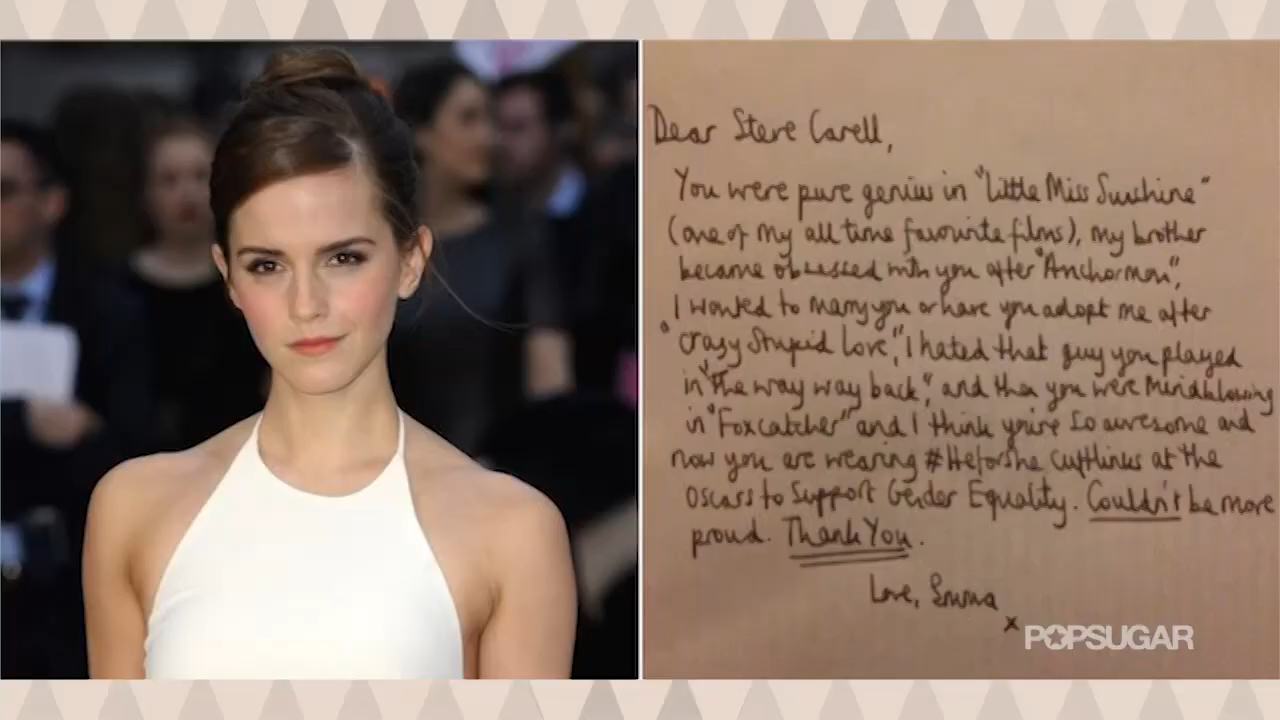 Dear Steve Carell,
You were pure genius in "Little Miss Sunshine"
(one of my all time favourite films), my brother
became obsessed with you after "Anchorman",
I wanted to marry you or have you adopt me after
"Crazy Stupid Love", I hated that guy you played
in "The way way back", and then you were mindblowing
in "Foxcatcher" and I think you're so awesome and
now you are wearing #HeforShe cufflinks at the
Oscars to Support Gender Equality. Couldn't be more
proud. Thank You.
Love, Emma
x
POPSUGAR